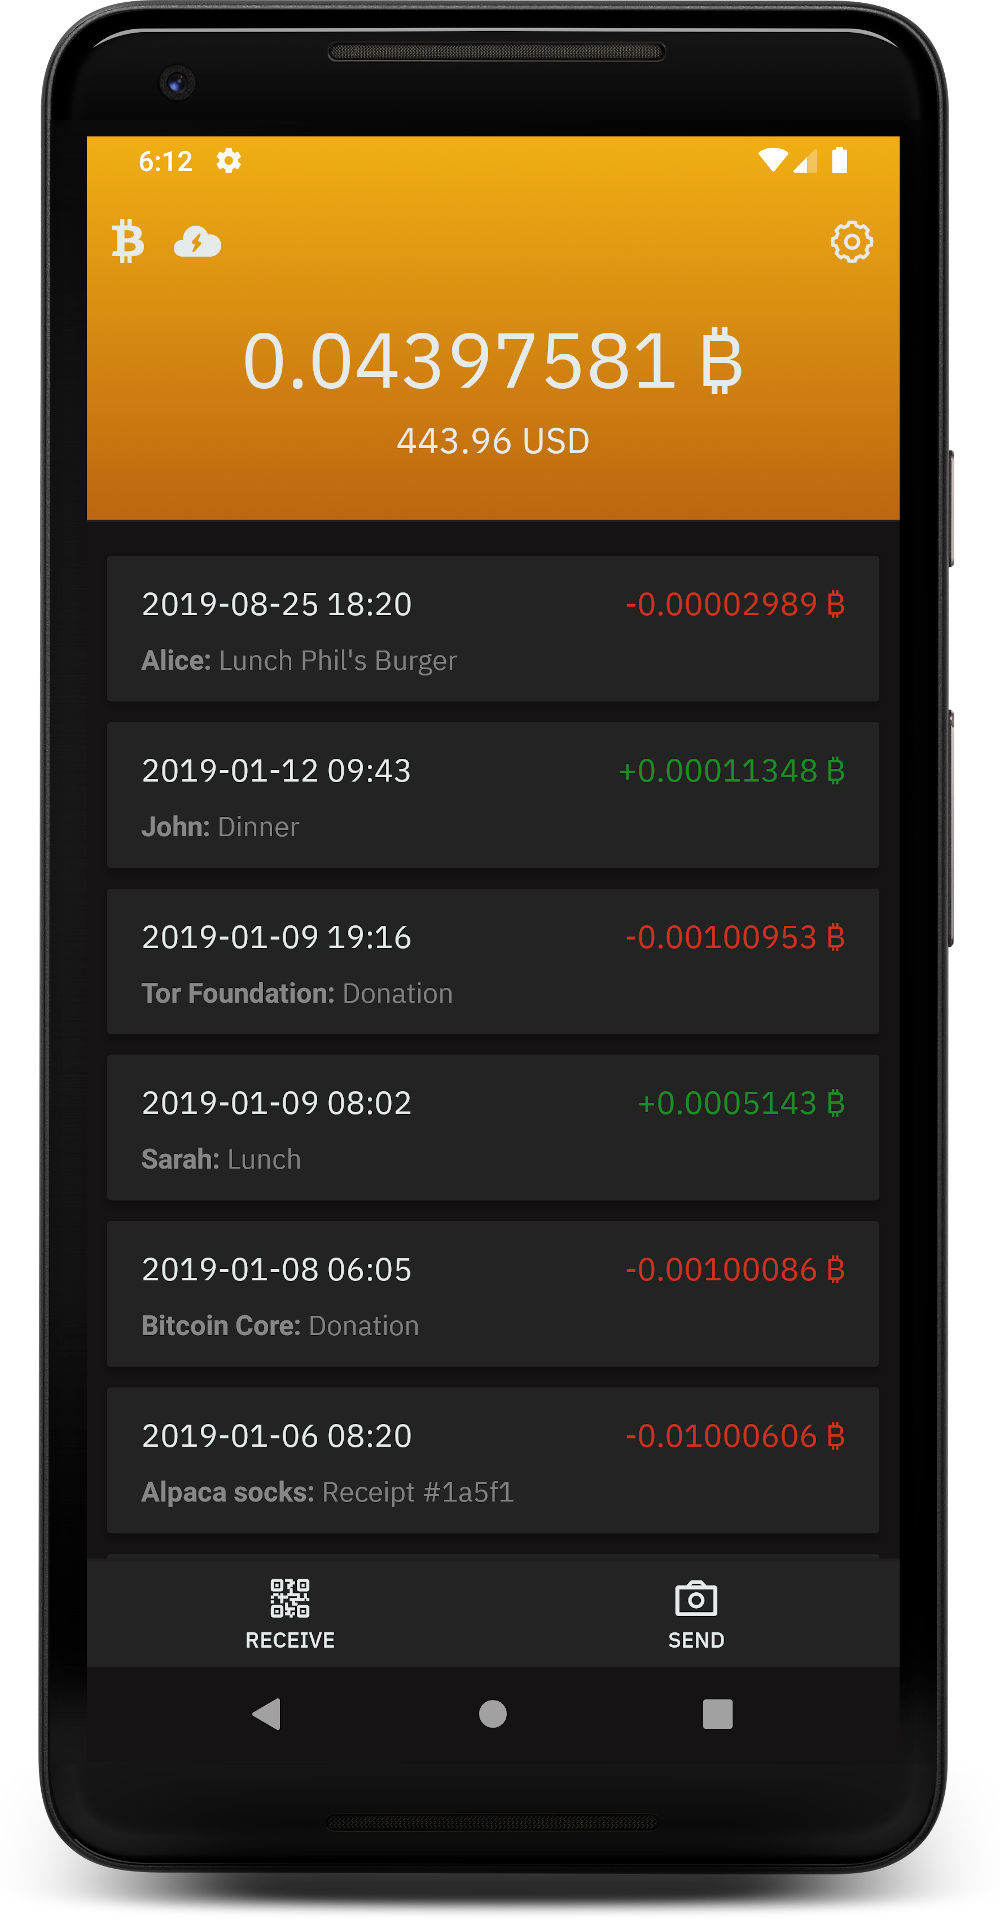 6:12
0.04397581 ₿
443.96 USD
2019-08-25 18:20 -0.00002989 ₿
Alice: Lunch Phil's Burger
2019-01-12 09:43 +0.00011348 ₿
John: Dinner
2019-01-09 19:16 -0.00100953 ₿
Tor Foundation: Donation
2019-01-09 08:02 +0.0005143 ₿
Sarah: Lunch
2019-01-08 06:05 -0.00100086 ₿
Bitcoin Core: Donation
2019-01-06 08:20 -0.01000606 ₿
Alpaca socks: Receipt #1a5f1
RECEIVE SEND